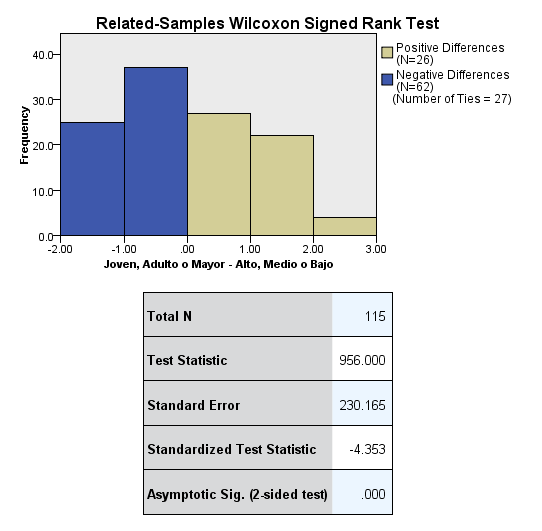 Related-Samples Wilcoxon Signed Rank Test
Positive Differences
(N=26)
Negative Differences
(N=62)
(Number of Ties = 27)
Frequency
40.0
30.0
20.0
10.0
0.0
-2.00 -1.00 .00 1.00 2.00 3.00
Joven, Adulto o Mayor - Alto, Medio o Bajo
Total N 115
Test Statistic 956.000
Standard Error 230.165
Standardized Test Statistic -4.353
Asymptotic Sig. (2-sided test) .000